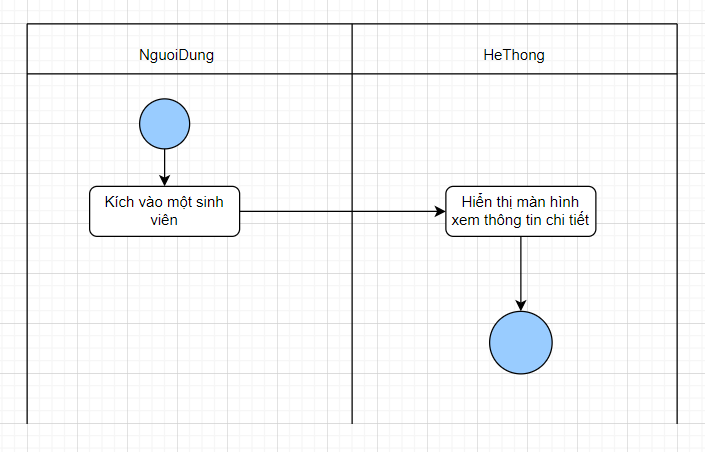 NguoiDung
HeThong
Kích vào một sinh
viên
Hiển thị màn hình
xem thông tin chi tiết